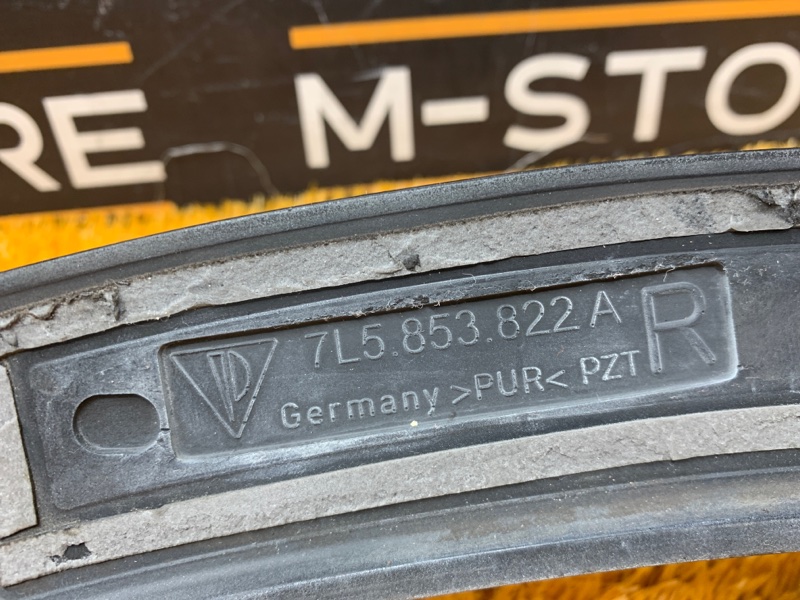 RE M-STO
7L5.853.822 A R
Germany >PUR< PZT